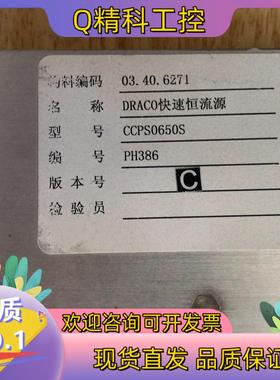 Q精科工控
物料编码 03.40.6271
名 称 DRACO快速恒流源
型 号 CCPS0650S
编 号 PH386
版本号 C
检验员
质
O.1
欢迎咨询可开发票
现货直发 品质保证